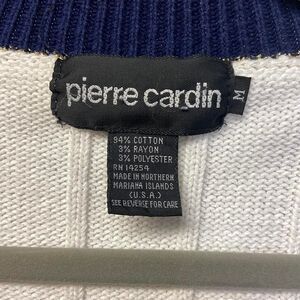 pierre cardin
M
94% COTTON
3% RAYON
3% POLYESTER
RN 14254
MADE IN NORTHERN
MARIANA ISLANDS
(U.S.A.)
SEE REVERSE FOR CARE